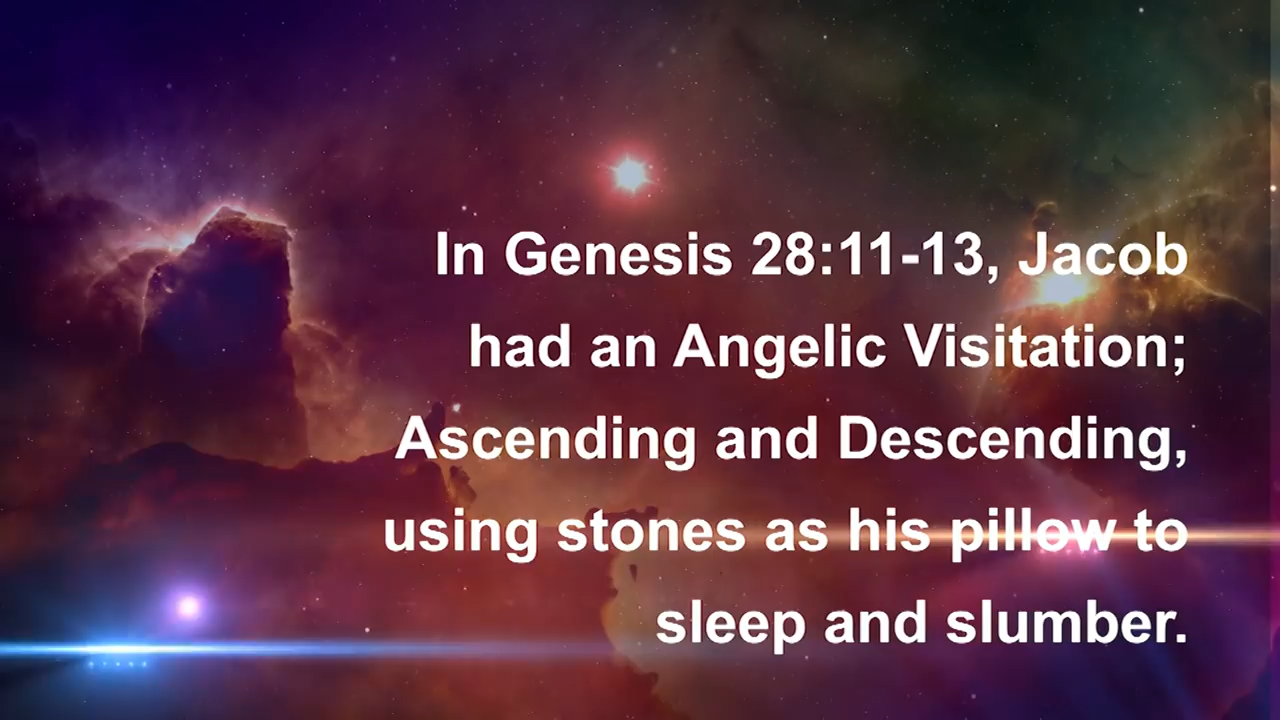 In Genesis 28:11-13, Jacob
had an Angelic Visitation;
Ascending and Descending,
using stones as his pillow to
sleep and slumber.